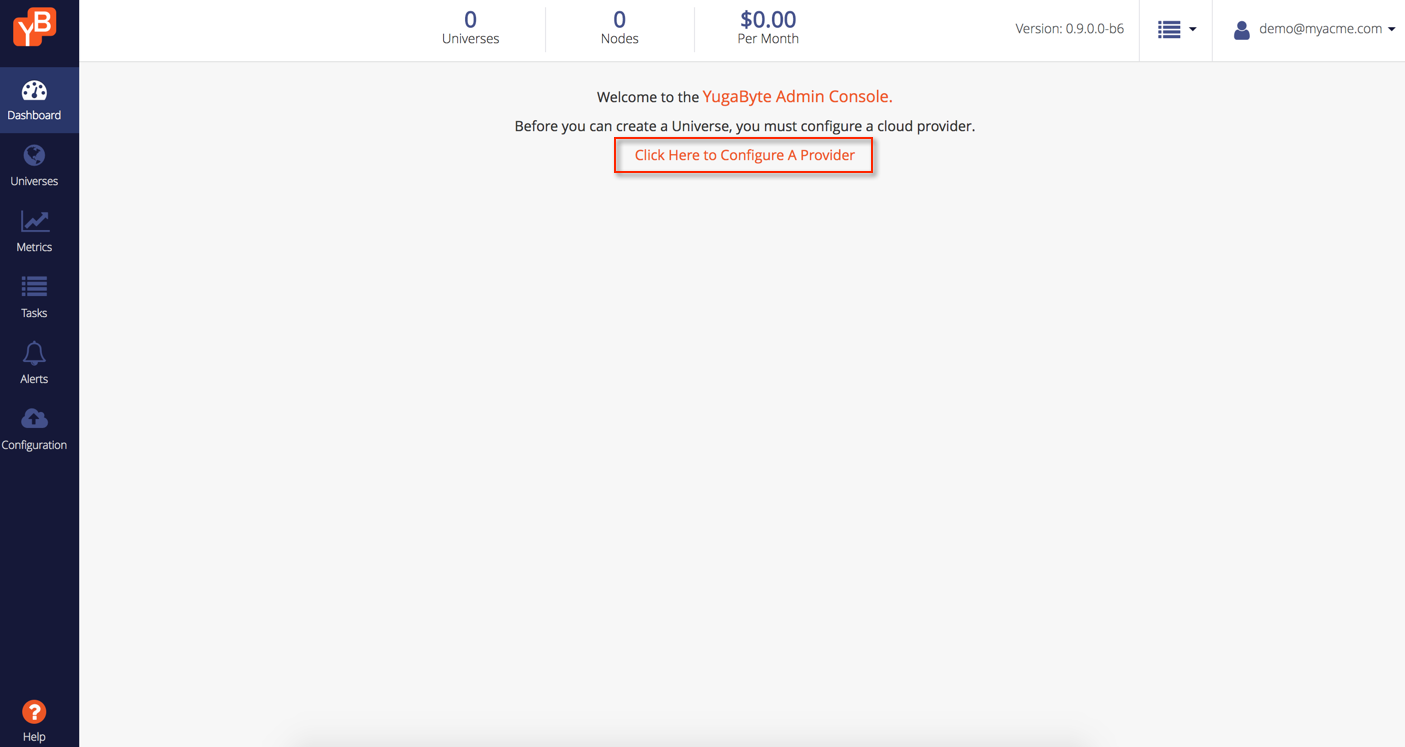 YB
0
Universes
0
Nodes
$0.00
Per Month
Version: 0.9.0.0-b6
demo@myacme.com
Dashboard
Universes
Metrics
Tasks
Alerts
Configuration
?
Help
Welcome to the YugaByte Admin Console.
Before you can create a Universe, you must configure a cloud provider.
Click Here to Configure A Provider